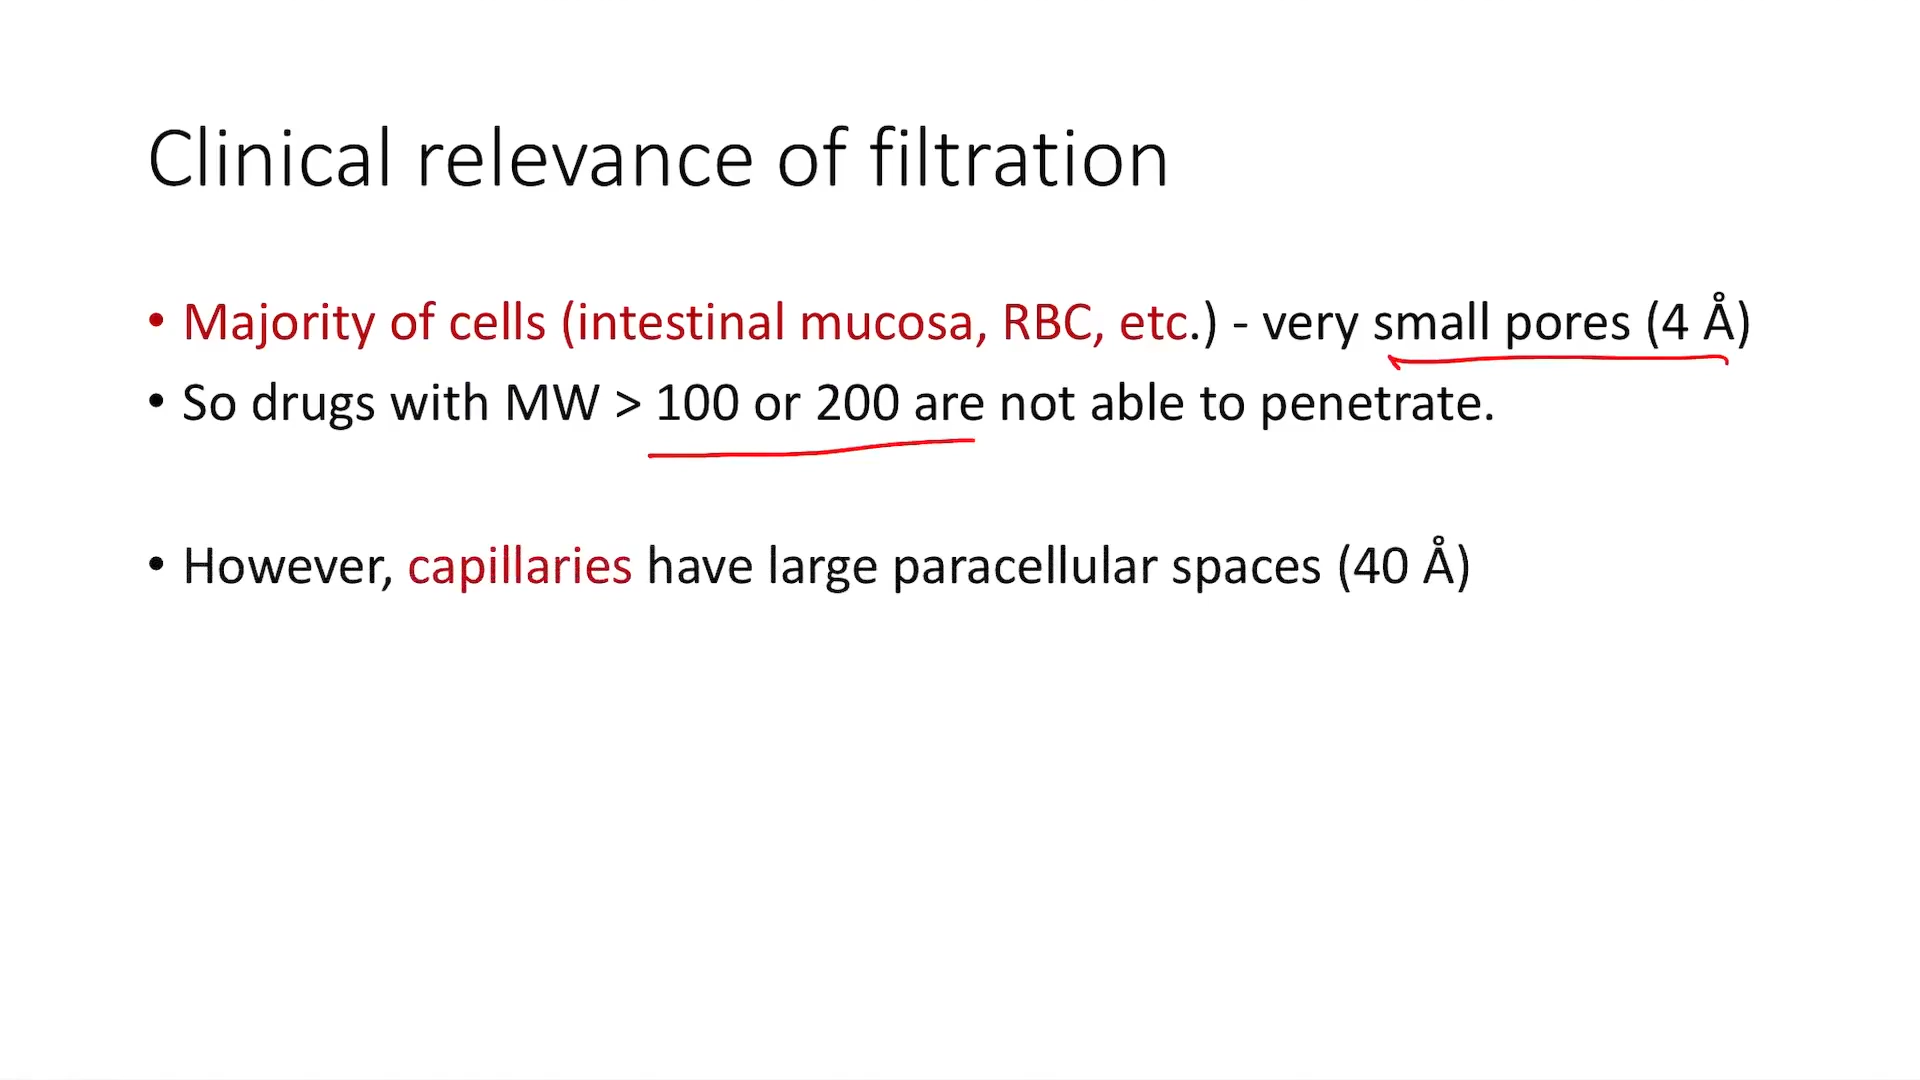 Clinical relevance of filtration
• Majority of cells (intestinal mucosa, RBC, etc.) - very small pores (4 Å)
• So drugs with MW > 100 or 200 are not able to penetrate.
• However, capillaries have large paracellular spaces (40 Å)